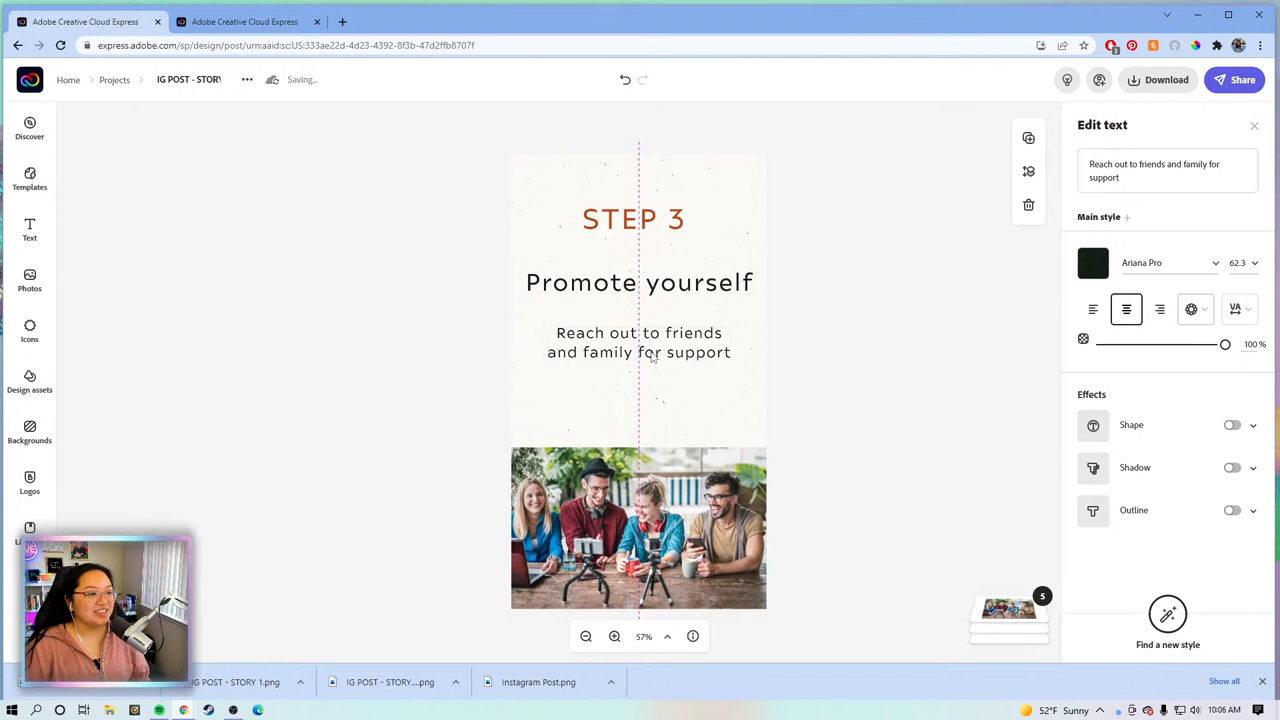 Adobe Creative Cloud Express
Adobe Creative Cloud Express
express.adobe.com/sp/design/post/urn:aaid:sc:US:333ae22d-4d23-4392-8f3b-47d2ffb8707f
Home
Projects
IG POST - STORY
Saving...
Download
Share
Discover
Templates
Text
Photos
Icons
Design assets
Backgrounds
Logos
STEP 3
Promote yourself
Reach out to friends
and family for support
57%
5
Edit text
Reach out to friends and family for
support
Main style
Ariana Pro
62.3
VA
100 %
Effects
Shape
Shadow
Outline
Find a new style
IG POST - STORY 1.png
IG POST - STORY....png
Instagram Post.png
Show all
52°F Sunny
10:06 AM